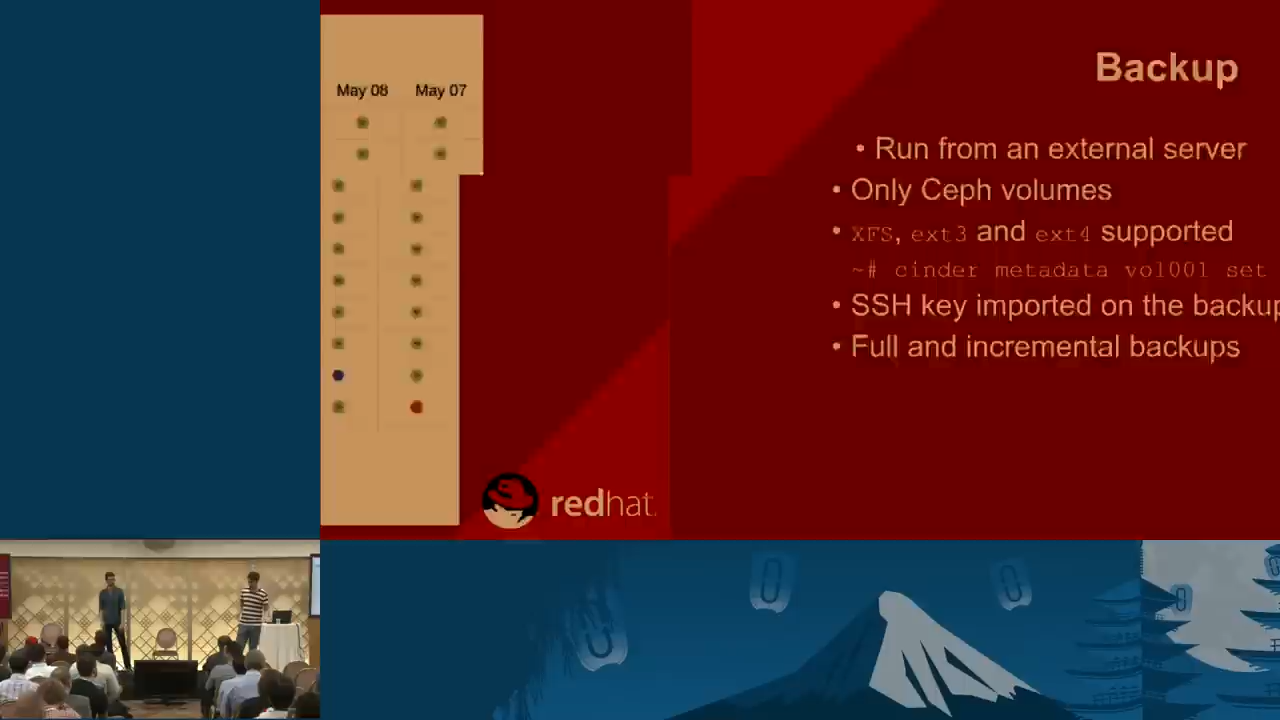 May 08 May 07
Backup
• Run from an external server
• Only Ceph volumes
• XFS, ext3 and ext4 supported
~# cinder metadata vol001 set
• SSH key imported on the backup
• Full and incremental backups
redhat.